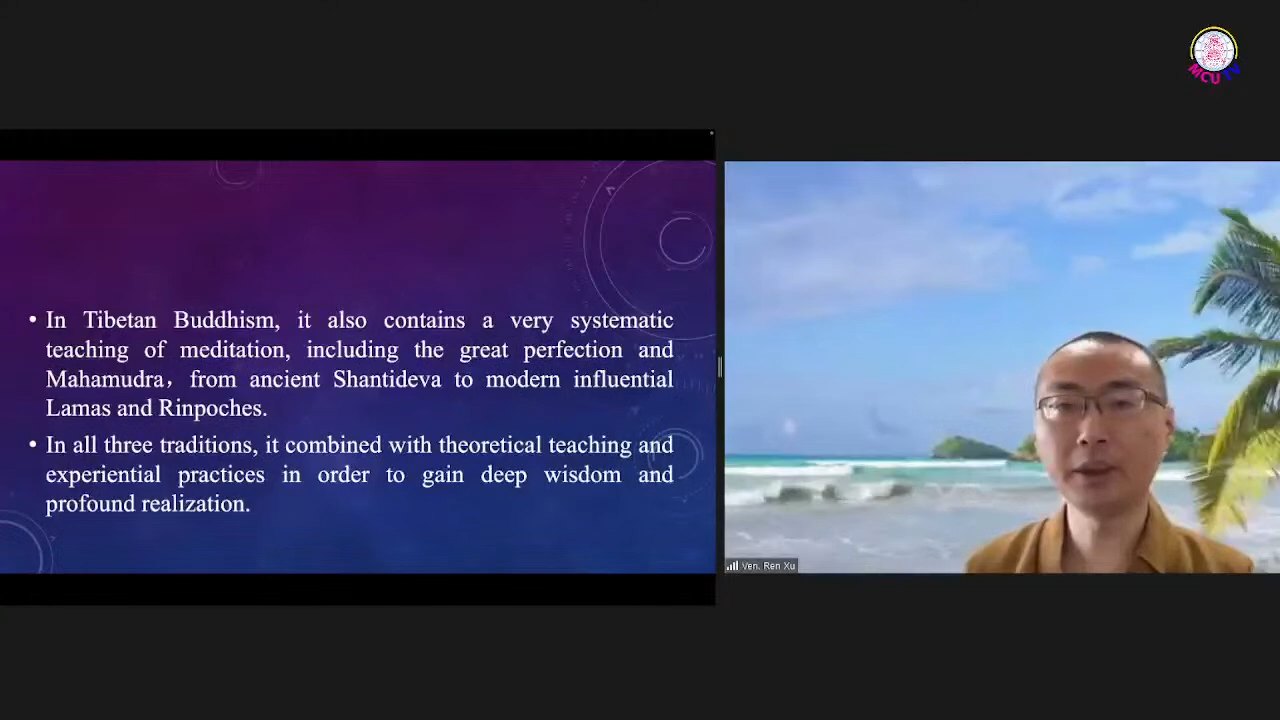 MCU TV
• In Tibetan Buddhism, it also contains a very systematic
teaching of meditation, including the great perfection and
Mahamudra，from ancient Shantideva to modern influential
Lamas and Rinpoches.
• In all three traditions, it combined with theoretical teaching and
experiential practices in order to gain deep wisdom and
profound realization.
Ven. Ren Xu